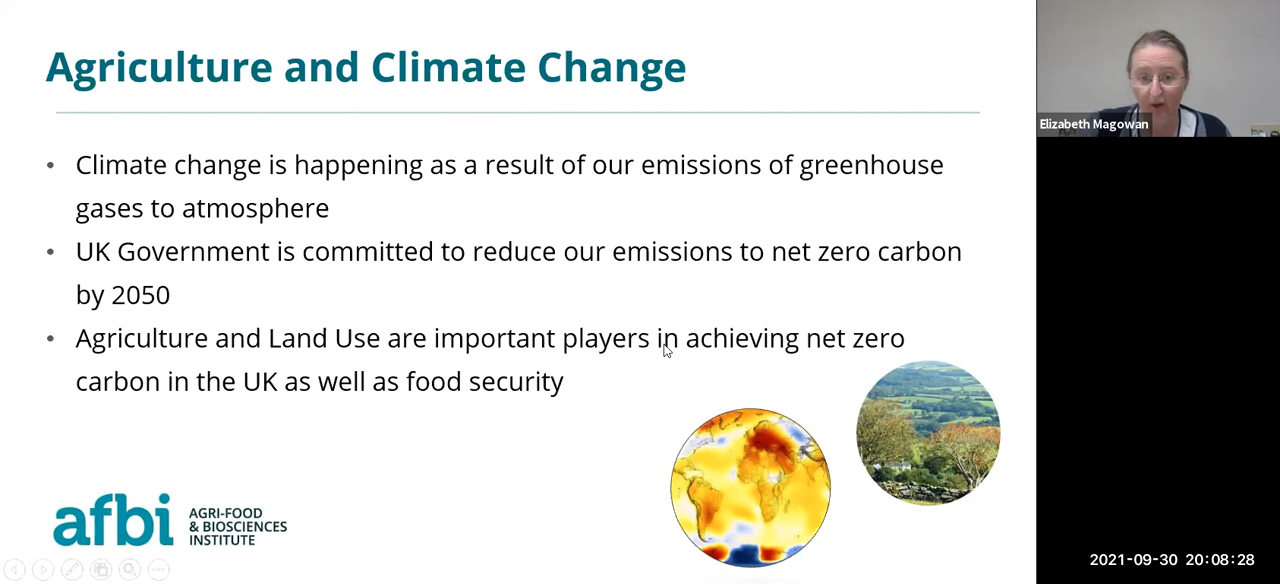 Agriculture and Climate Change
• Climate change is happening as a result of our emissions of greenhouse
gases to atmosphere
• UK Government is committed to reduce our emissions to net zero carbon
by 2050
• Agriculture and Land Use are important players in achieving net zero
carbon in the UK as well as food security
afbi
AGRI-FOOD
& BIOSCIENCES
INSTITUTE
Elizabeth Magowan
2021-09-30 20:08:28